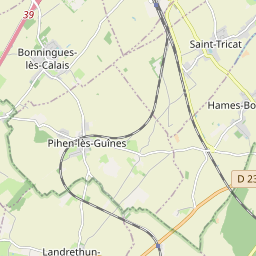 39
Saint-Tricat
Bonningues-
lès-Calais
Hames-Bo
Pihen-lès-Guînes
D 23
Landrethun-